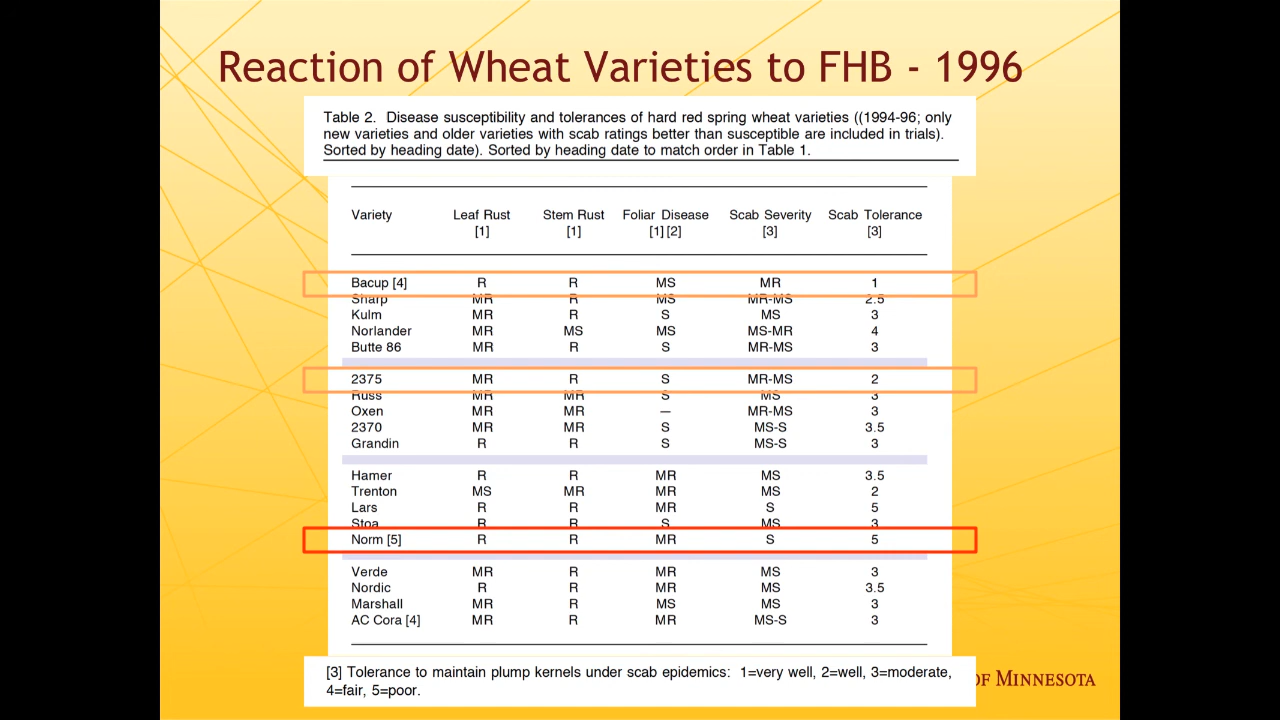 Reaction of Wheat Varieties to FHB - 1996
Table 2. Disease susceptibility and tolerances of hard red spring wheat varieties ((1994-96; only
new varieties and older varieties with scab ratings better than susceptible are included in trials).
Sorted by heading date). Sorted by heading date to match order in Table 1.
Variety Leaf Rust Stem Rust Foliar Disease Scab Severity Scab Tolerance
[1] [1] [1] [2] [3] [3]
Bacup [4] R R MS MR 1
Sharp MR R MS MR-MS 2.5
Kulm MR R S MS 3
Norlander MR MS MS MS-MR 4
Butte 86 MR R S MR-MS 3
2375 MR R S MR-MS 2
Russ MR MR S MS 3
Oxen MR MR — MR-MS 3
2370 MR MR S MS-S 3.5
Grandin R R S MS-S 3
Hamer R R MR MS 3.5
Trenton MS MR MR MS 2
Lars R R MR S 5
Stoa R R S MS 3
Norm [5] R R MR S 5
Verde MR R MR MS 3
Nordic R R MR MS 3.5
Marshall MR R MS MS 3
AC Cora [4] MR R MR MS-S 3
[3] Tolerance to maintain plump kernels under scab epidemics: 1=very well, 2=well, 3=moderate,
4=fair, 5=poor.
OF MINNESOTA